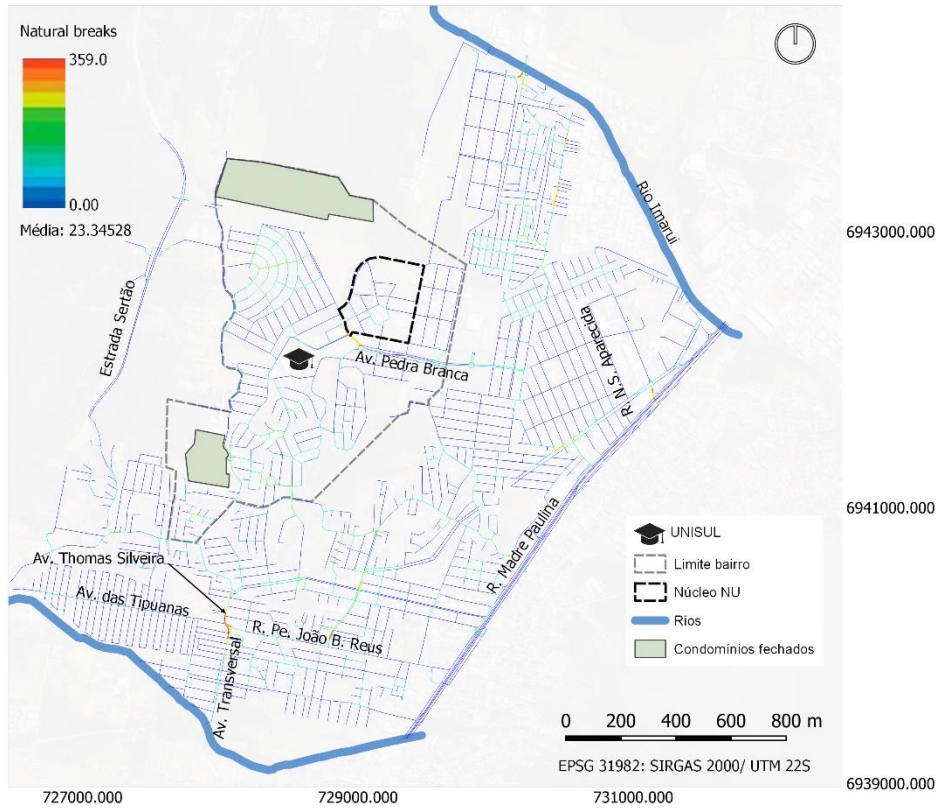 Natural breaks
359.0
0.00
Média: 23.34528
Rio Imarui
6943000.000
Estrada Sertão
R. N.S. Aparecida
Av. Pedra Branca
6941000.000
R. Madre Paulina
UNISUL
Limite bairro
Núcleo NU
Rios
Condomínios fechados
Av. Thomas Silveira
Av. das Tipuanas
R. Pe. João B. Reus
Av. Transversal
0 200 400 600 800 m
EPSG 31982: SIRGAS 2000/ UTM 22S
6939000.000
727000.000 729000.000 731000.000